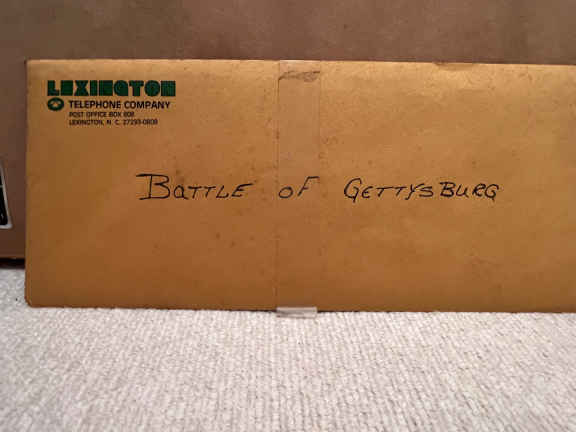 LEXINGTON
TELEPHONE COMPANY
POST OFFICE BOX 808
LEXINGTON, N. C. 27293-0808
BATTLE OF GETTYSBURG